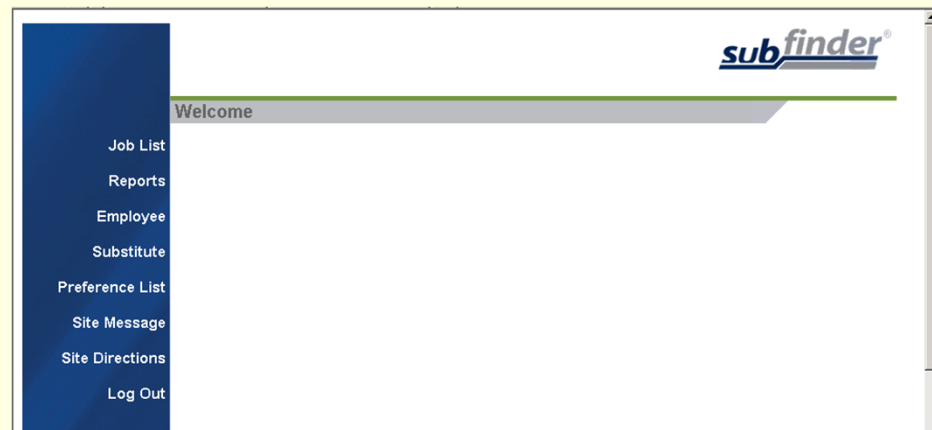 subfinder®
Welcome
Job List
Reports
Employee
Substitute
Preference List
Site Message
Site Directions
Log Out